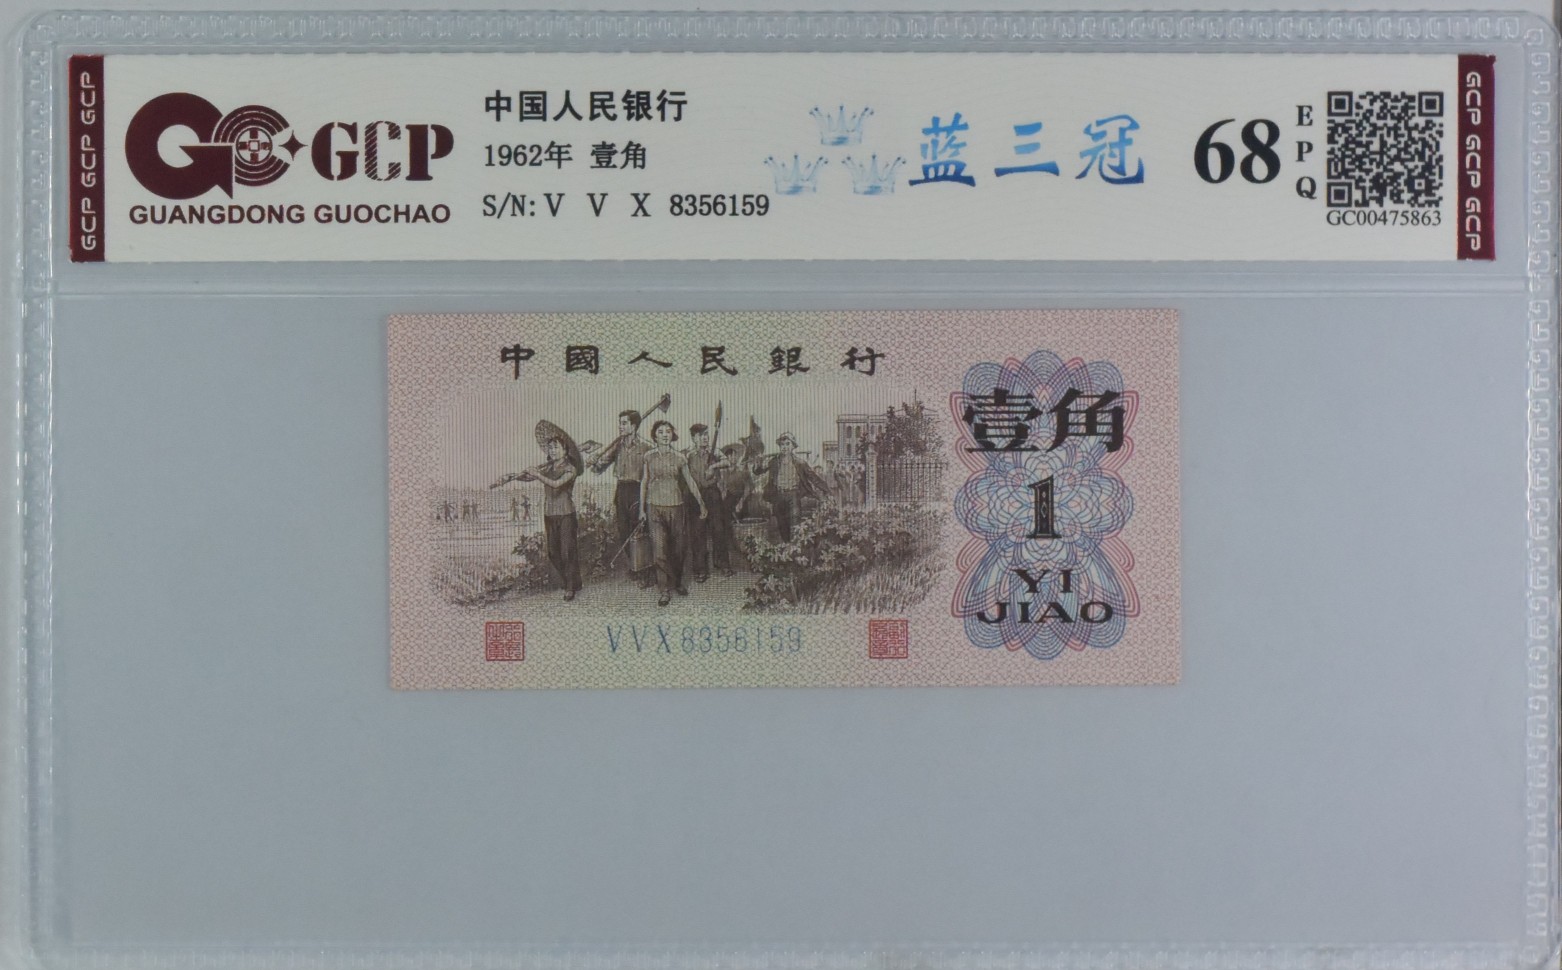 GCP GCP GCP
GCP
GUANGDONG GUOCHAO
中国人民银行
1962年 壹角
S/N: V V X 8356159
蓝三冠
68
EPQ
GC00475863
GCP GCP GCP
中國人民銀行
壹角
1
YI
JIAO
VVX8356159